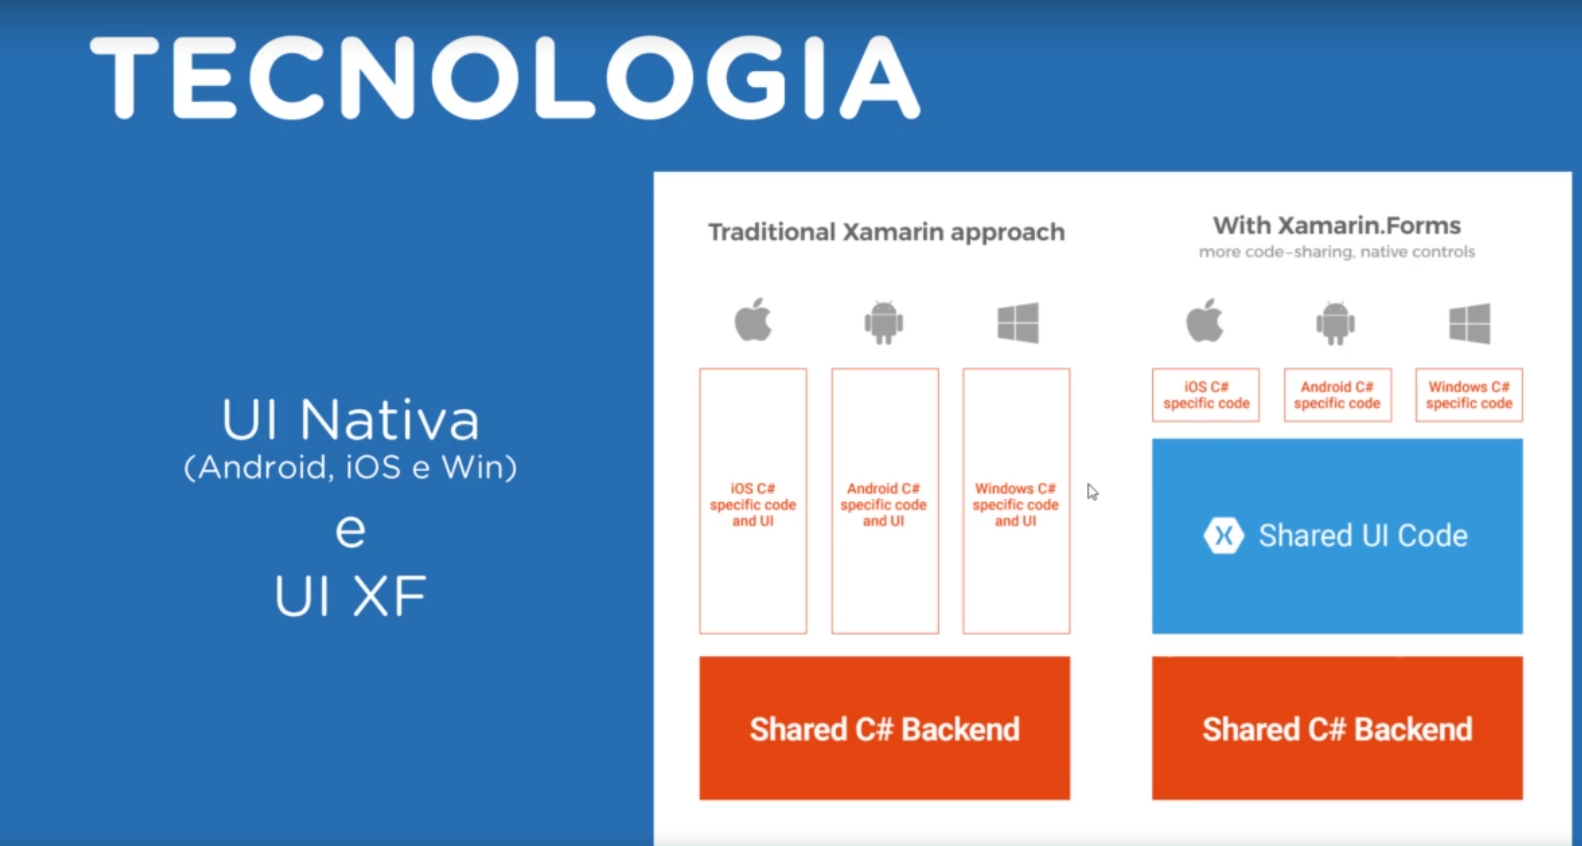 TECNOLOGIA
UI Nativa
(Android, iOS e Win)
e
UI XF
Traditional Xamarin approach
iOS C#
specific code
and UI
Android C#
specific code
and UI
Windows C#
specific code
and UI
Shared C# Backend
With Xamarin.Forms
more code-sharing, native controls
iOS C#
specific code
Android C#
specific code
Windows C#
specific code
X Shared UI Code
Shared C# Backend